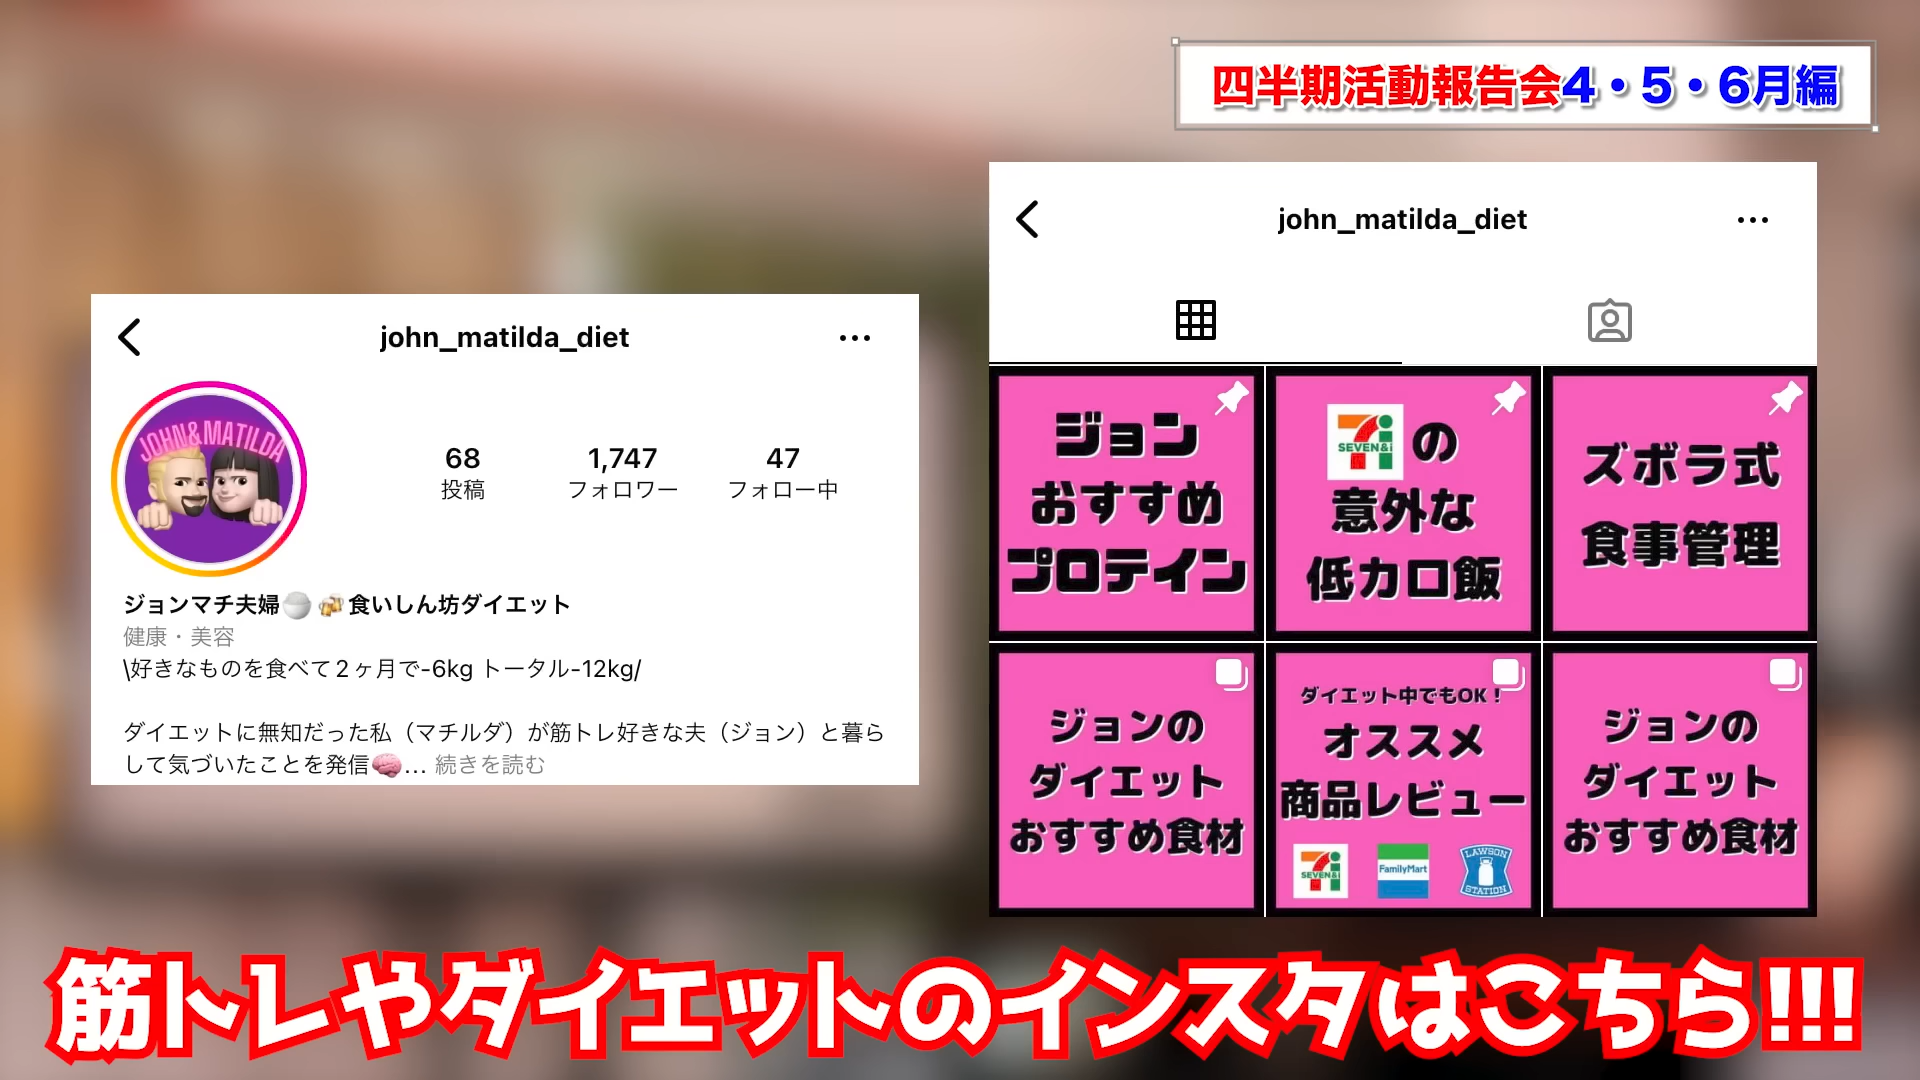 四半期活動報告会4・5・6月編
john_matilda_diet
JOHN&MATILDA
68
投稿
1,747
フォロワー
47
フォロー中
ジョンマチ夫婦🍚🍻食いしん坊ダイエット
健康・美容
\好きなものを食べて２ヶ月で-6kg トータル-12kg/
ダイエットに無知だった私（マチルダ）が筋トレ好きな夫（ジョン）と暮ら
して気づいたことを発信🧠... 続きを読む
john_matilda_diet
ジョン
おすすめ
プロテイン
SEVEN&i の
意外な
低カロ飯
ズボラ式
食事管理
ジョンの
ダイエット
おすすめ食材
ダイエット中でもOK！
オススメ
商品レビュー
SEVEN&i
FamilyMart
LAWSON
STATION
ジョンの
ダイエット
おすすめ食材
筋トレやダイエットのインスタはこちら!!!